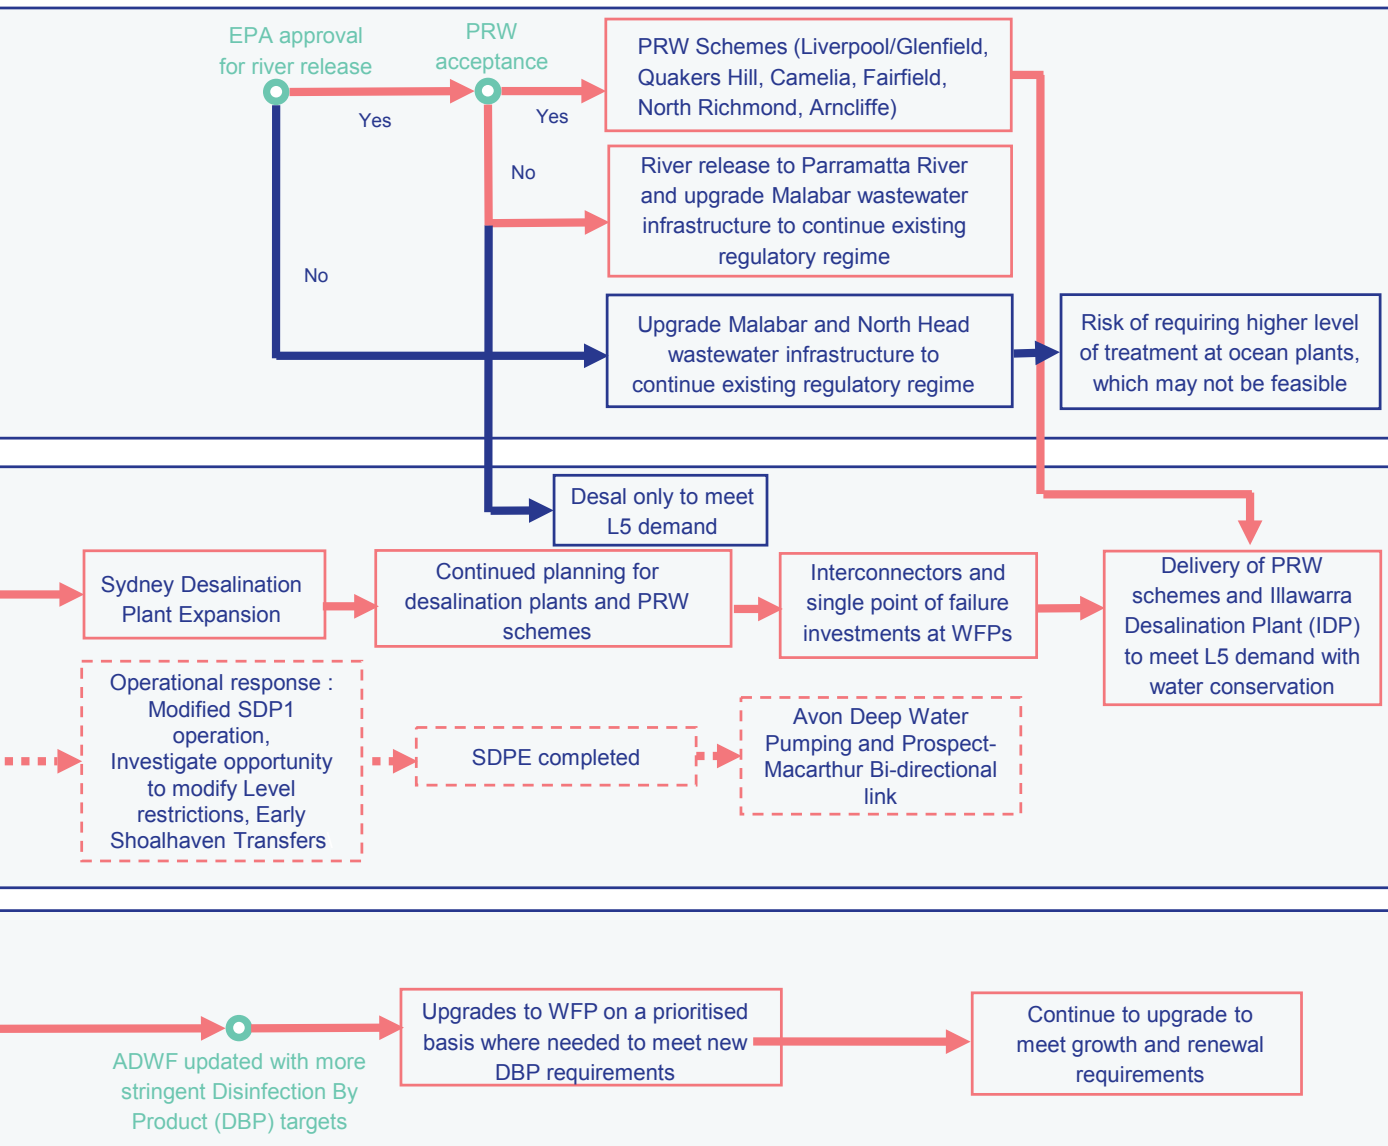 EPA approval
for river release
PRW
acceptance
Yes
Yes
No
No
PRW Schemes (Liverpool/Glenfield,
Quakers Hill, Camelia, Fairfield,
North Richmond, Arncliffe)
River release to Parramatta River
and upgrade Malabar wastewater
infrastructure to continue existing
regulatory regime
Upgrade Malabar and North Head
wastewater infrastructure to
continue existing regulatory regime
Risk of requiring higher level
of treatment at ocean plants,
which may not be feasible
Desal only to meet
L5 demand
Sydney Desalination
Plant Expansion
Continued planning for
desalination plants and PRW
schemes
Interconnectors and
single point of failure
investments at WFPs
Delivery of PRW
schemes and Illawarra
Desalination Plant (IDP)
to meet L5 demand with
water conservation
Operational response :
Modified SDP1
operation,
Investigate opportunity
to modify Level
restrictions, Early
Shoalhaven Transfers
SDPE completed
Avon Deep Water
Pumping and Prospect-
Macarthur Bi-directional
link
ADWF updated with more
stringent Disinfection By
Product (DBP) targets
Upgrades to WFP on a prioritised
basis where needed to meet new
DBP requirements
Continue to upgrade to
meet growth and renewal
requirements